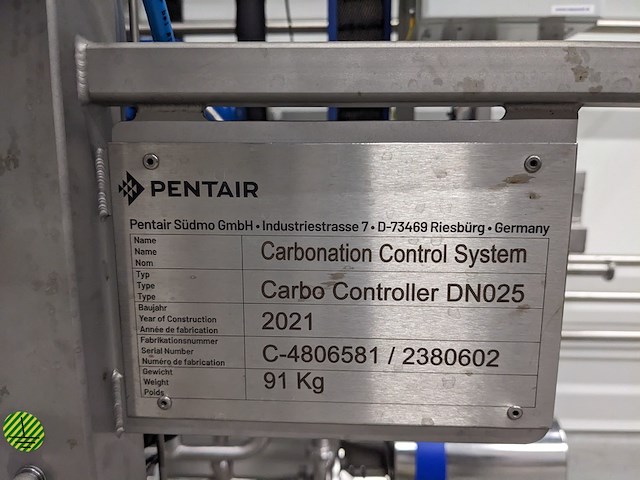 PENTAIR
Pentair Südmo GmbH • Industriestrasse 7 • D-73469 Riesbürg • Germany
Name
Name
Nom
Carbonation Control System
Typ
Type
Type
Carbo Controller DN025
Baujahr
Year of Construction
Année de fabrication
2021
Fabrikationsnummer
Serial Number
Numéro de fabrication
C-4806581 / 2380602
Gewicht
Weight
Poids
91 Kg